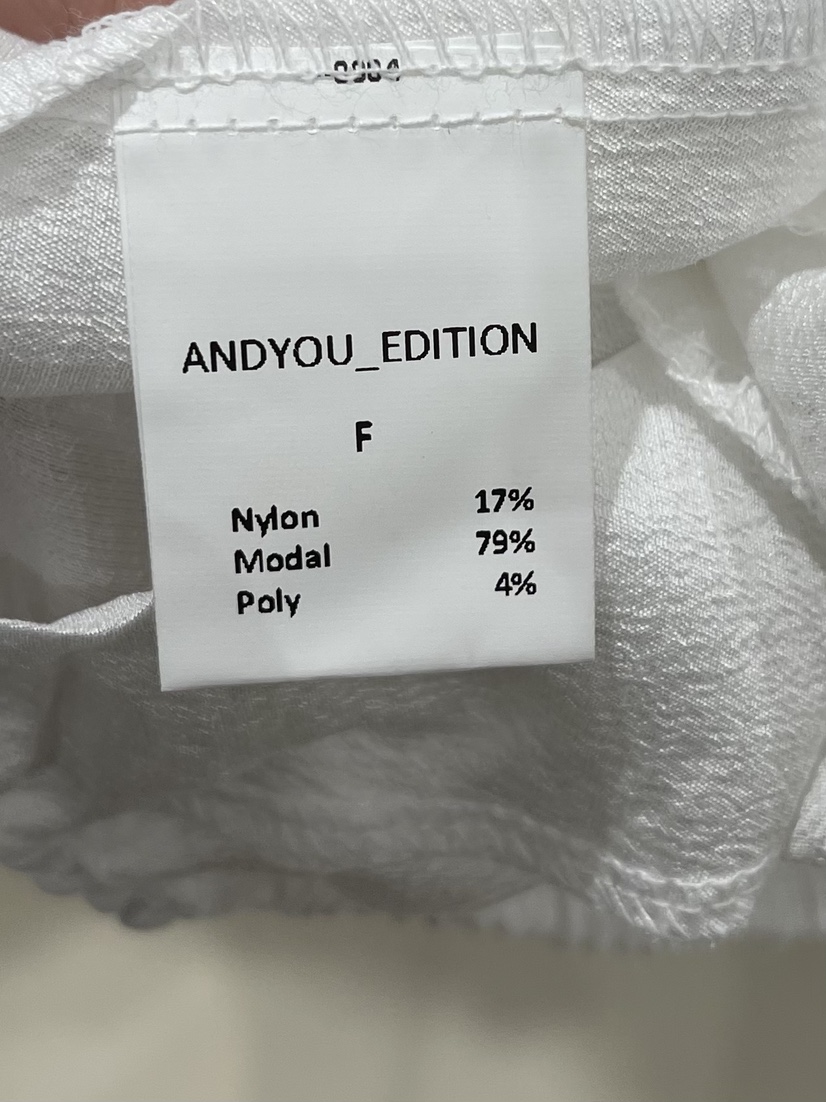 ANDYOU_EDITION
F
Nylon 17%
Modal 79%
Poly 4%